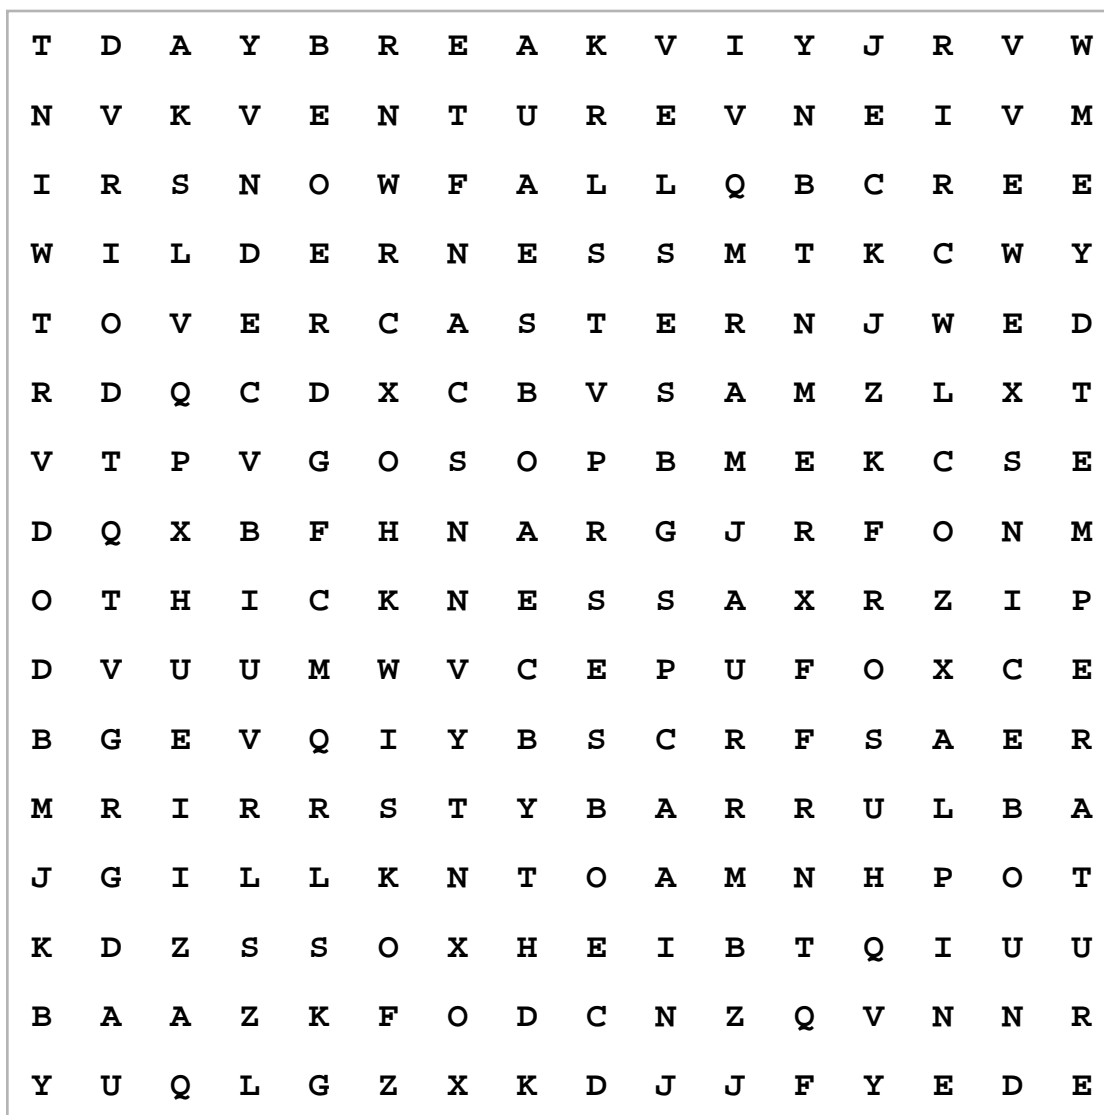 T D A Y B R E A K V I Y J R V W
N V K V E N T U R E V N E I V M
I R S N O W F A L L Q B C R E E
W I L D E R N E S S M T K C W Y
T O V E R C A S T E R N J W E D
R D Q C D X C B V S A M Z L X T
V T P V G O S O P B M E K C S E
D Q X B F H N A R G J R F O N M
O T H I C K N E S S A X R Z I P
D V U U M W V C E P U F O X C E
B G E V Q I Y B S C R F S A E R
M R I R R S T Y B A R R U L B A
J G I L L K N T O A M N H P O T
K D Z S S O X H E I B T Q I U U
B A A Z K F O D C N Z Q V N N R
Y U Q L G Z X K D J J F Y E D E